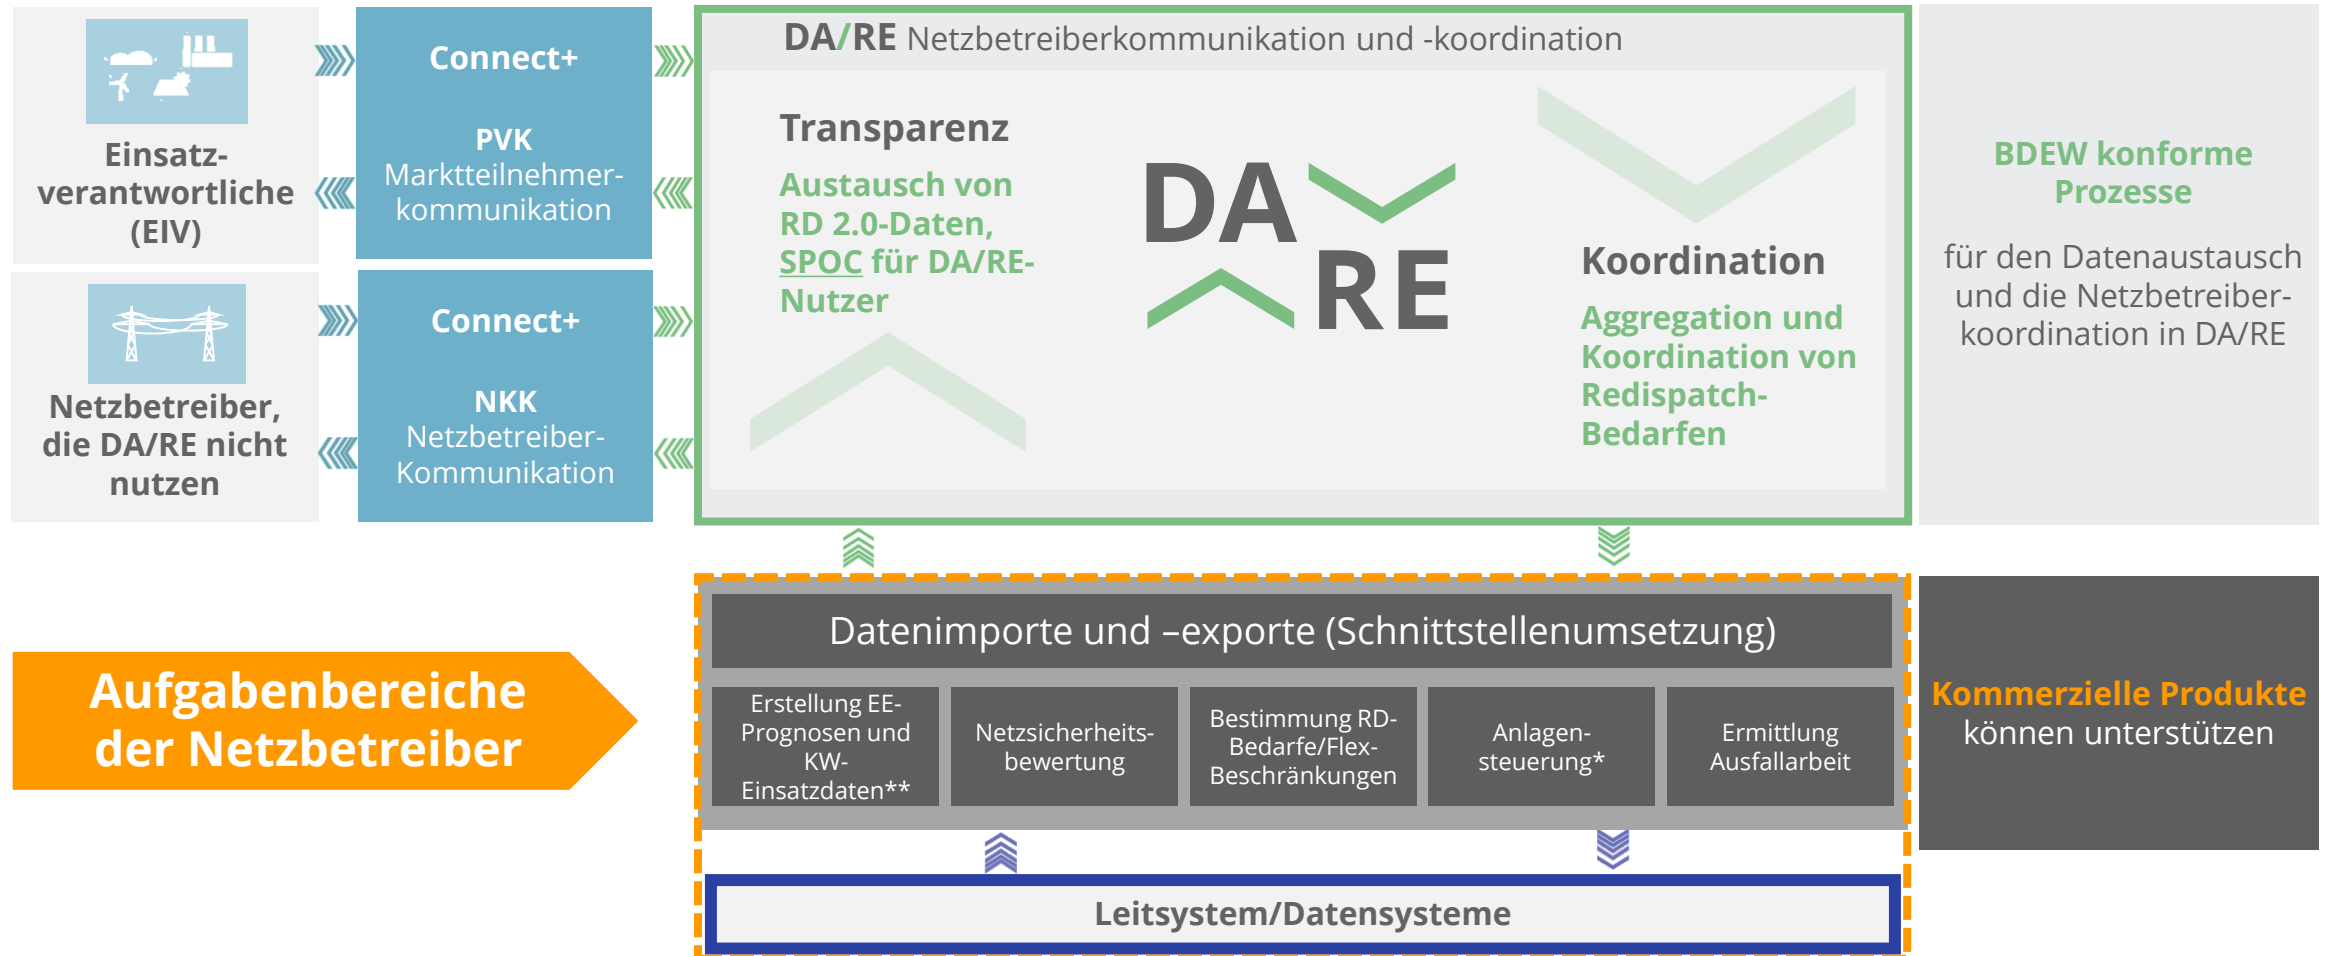 Einsatz-
verantwortliche
(EIV)
Connect+
PVK
Marktteilnehmer-
kommunikation
Netzbetreiber,
die DA/RE nicht
nutzen
Connect+
NKK
Netzbetreiber-
Kommunikation
DA/RE Netzbetreiberkommunikation und -koordination
Transparenz
Austausch von
RD 2.0-Daten,
SPOC für DA/RE-
Nutzer
DA
RE
Koordination
Aggregation und
Koordination von
Redispatch-
Bedarfen
BDEW konforme
Prozesse
für den Datenaustausch
und die Netzbetreiber-
koordination in DA/RE
Aufgabenbereiche
der Netzbetreiber
Datenimporte und –exporte (Schnittstellenumsetzung)
Erstellung EE-
Prognosen und
KW-
Einsatzdaten**
Netzsicherheits-
bewertung
Bestimmung RD-
Bedarfe/Flex-
Beschränkungen
Anlagen-
steuerung*
Ermittlung
Ausfallarbeit
Kommerzielle Produkte
können unterstützen
Leitsystem/Datensysteme